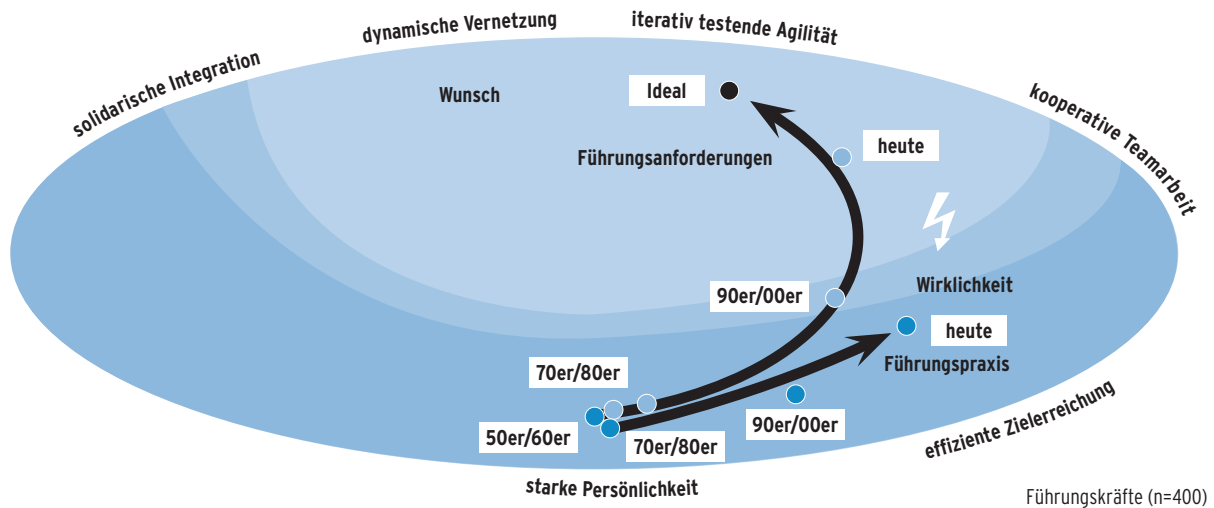 dynamische Vernetzung
iterativ testende Agilität
solidarische Integration
kooperative Teamarbeit
Wunsch
Ideal
Führungsanforderungen
heute
90er/00er
Wirklichkeit
heute
Führungspraxis
70er/80er
50er/60er
70er/80er
90er/00er
effiziente Zielerreichung
starke Persönlichkeit
Führungskräfte (n=400)